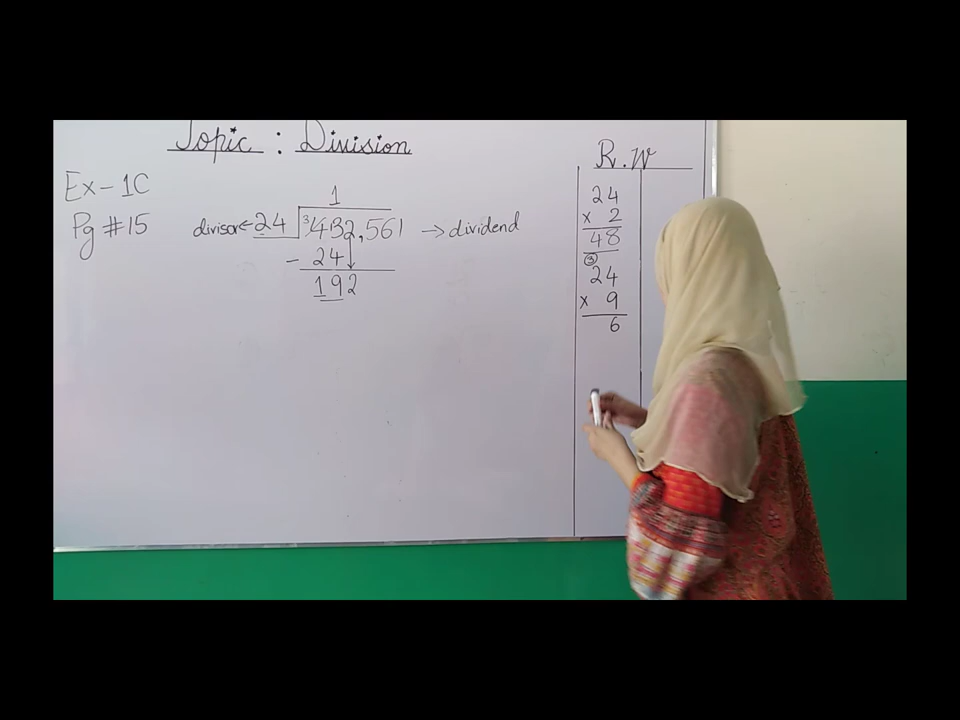 Topic : Division
Ex-1C
Pg #15
1
divisor ← 24 3432,561 → dividend
- 24
192
R.W
24
x 2
48
3
24
x 9
6